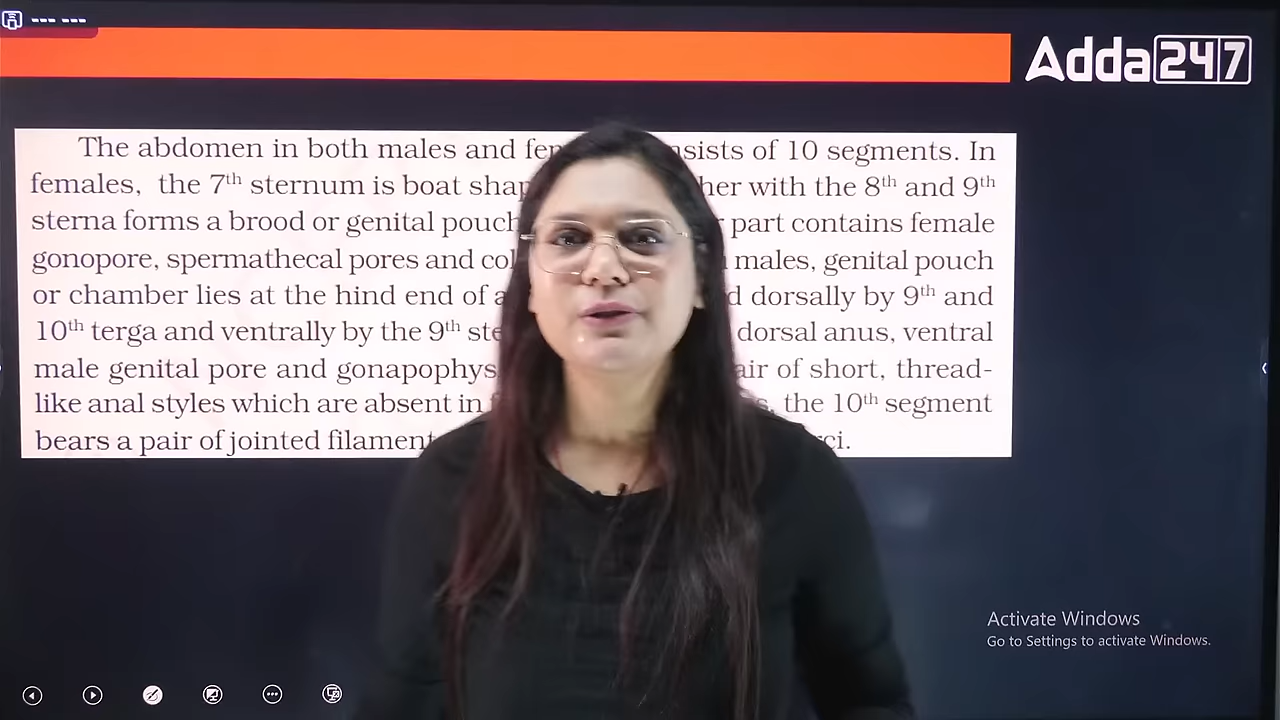 Adda247
The abdomen in both males and fe nsists of 10 segments. In
females, the 7th sternum is boat shap her with the 8th and 9th
sterna forms a brood or genital pouch part contains female
gonopore, spermathecal pores and col males, genital pouch
or chamber lies at the hind end of a d dorsally by 9th and
10th terga and ventrally by the 9th ste dorsal anus, ventral
male genital pore and gonapophys air of short, thread-
like anal styles which are absent in the 10th segment
bears a pair of jointed filament rci.
Activate Windows
Go to Settings to activate Windows.